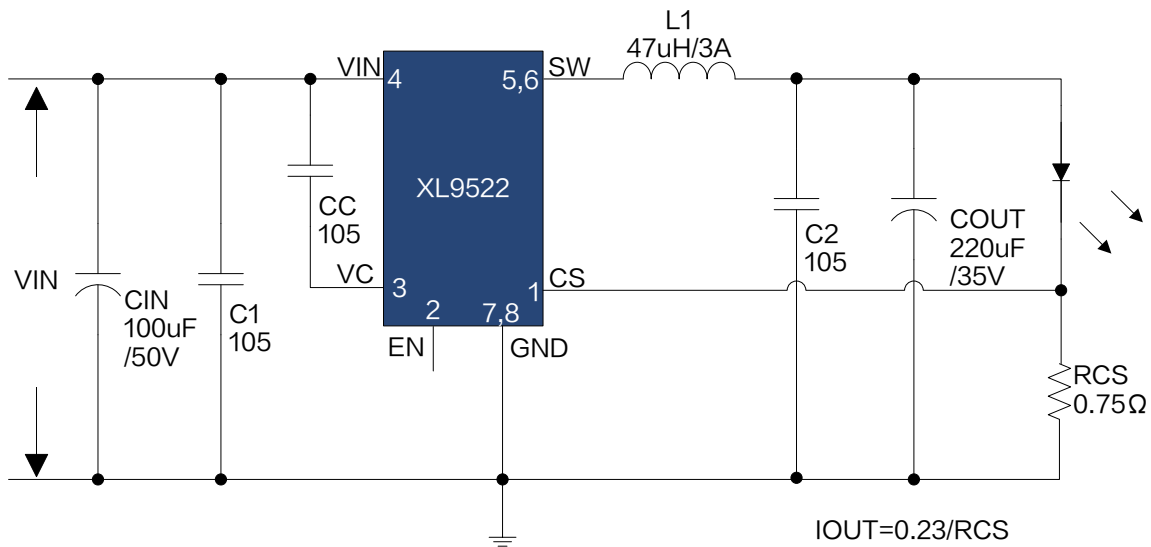 L1
47uH/3A
VIN
4
5,6
SW
XL9522
CC
105
VC
3
2
EN
7,8
GND
1
CS
VIN
CIN
100uF
/50V
C1
105
C2
105
COUT
220uF
/35V
RCS
0.75Ω
IOUT=0.23/RCS